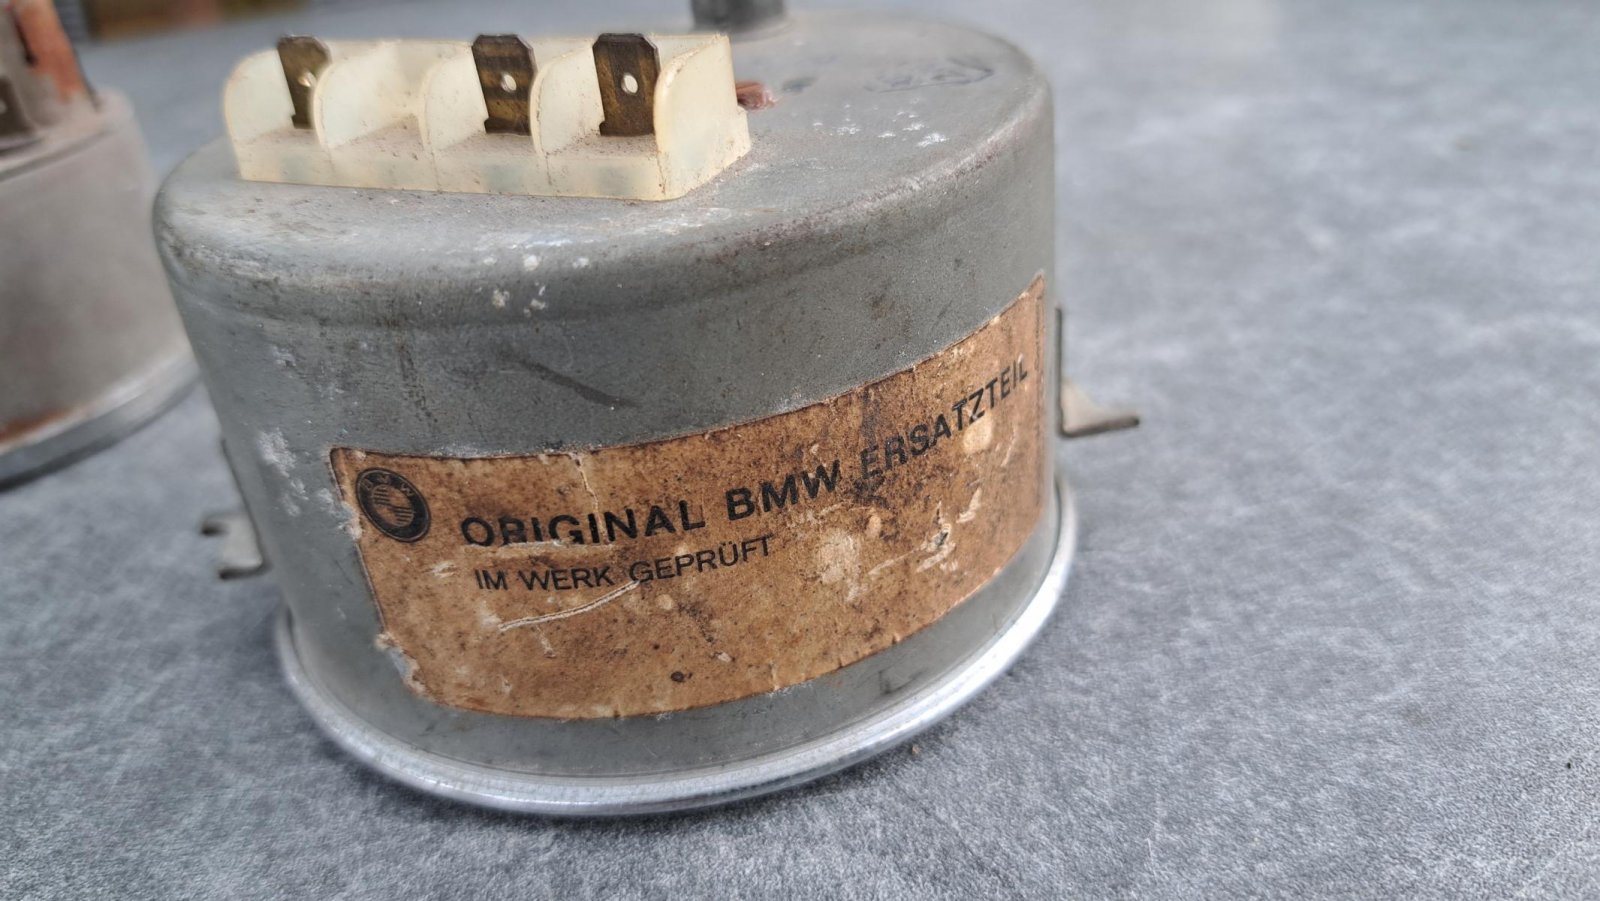 ORIGINAL BMW ERSATZTEIL
IM WERK GEPRÜFT